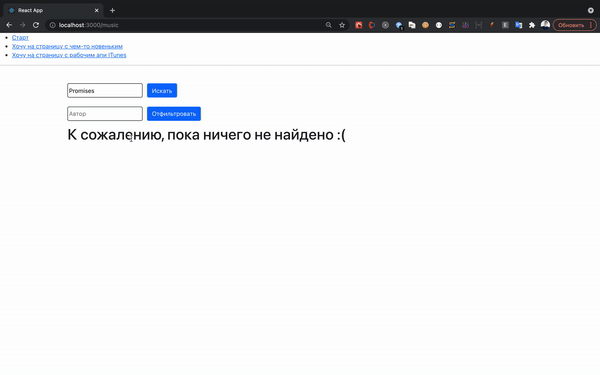 React App
localhost:3000/music
Обновить
Старт
Хочу на страницу с чем-то новеньким
Хочу на страницу с рабочим апи iTunes
Promises
Искать
Автор
Отфильтровать
К сожалению, пока ничего не найдено :(